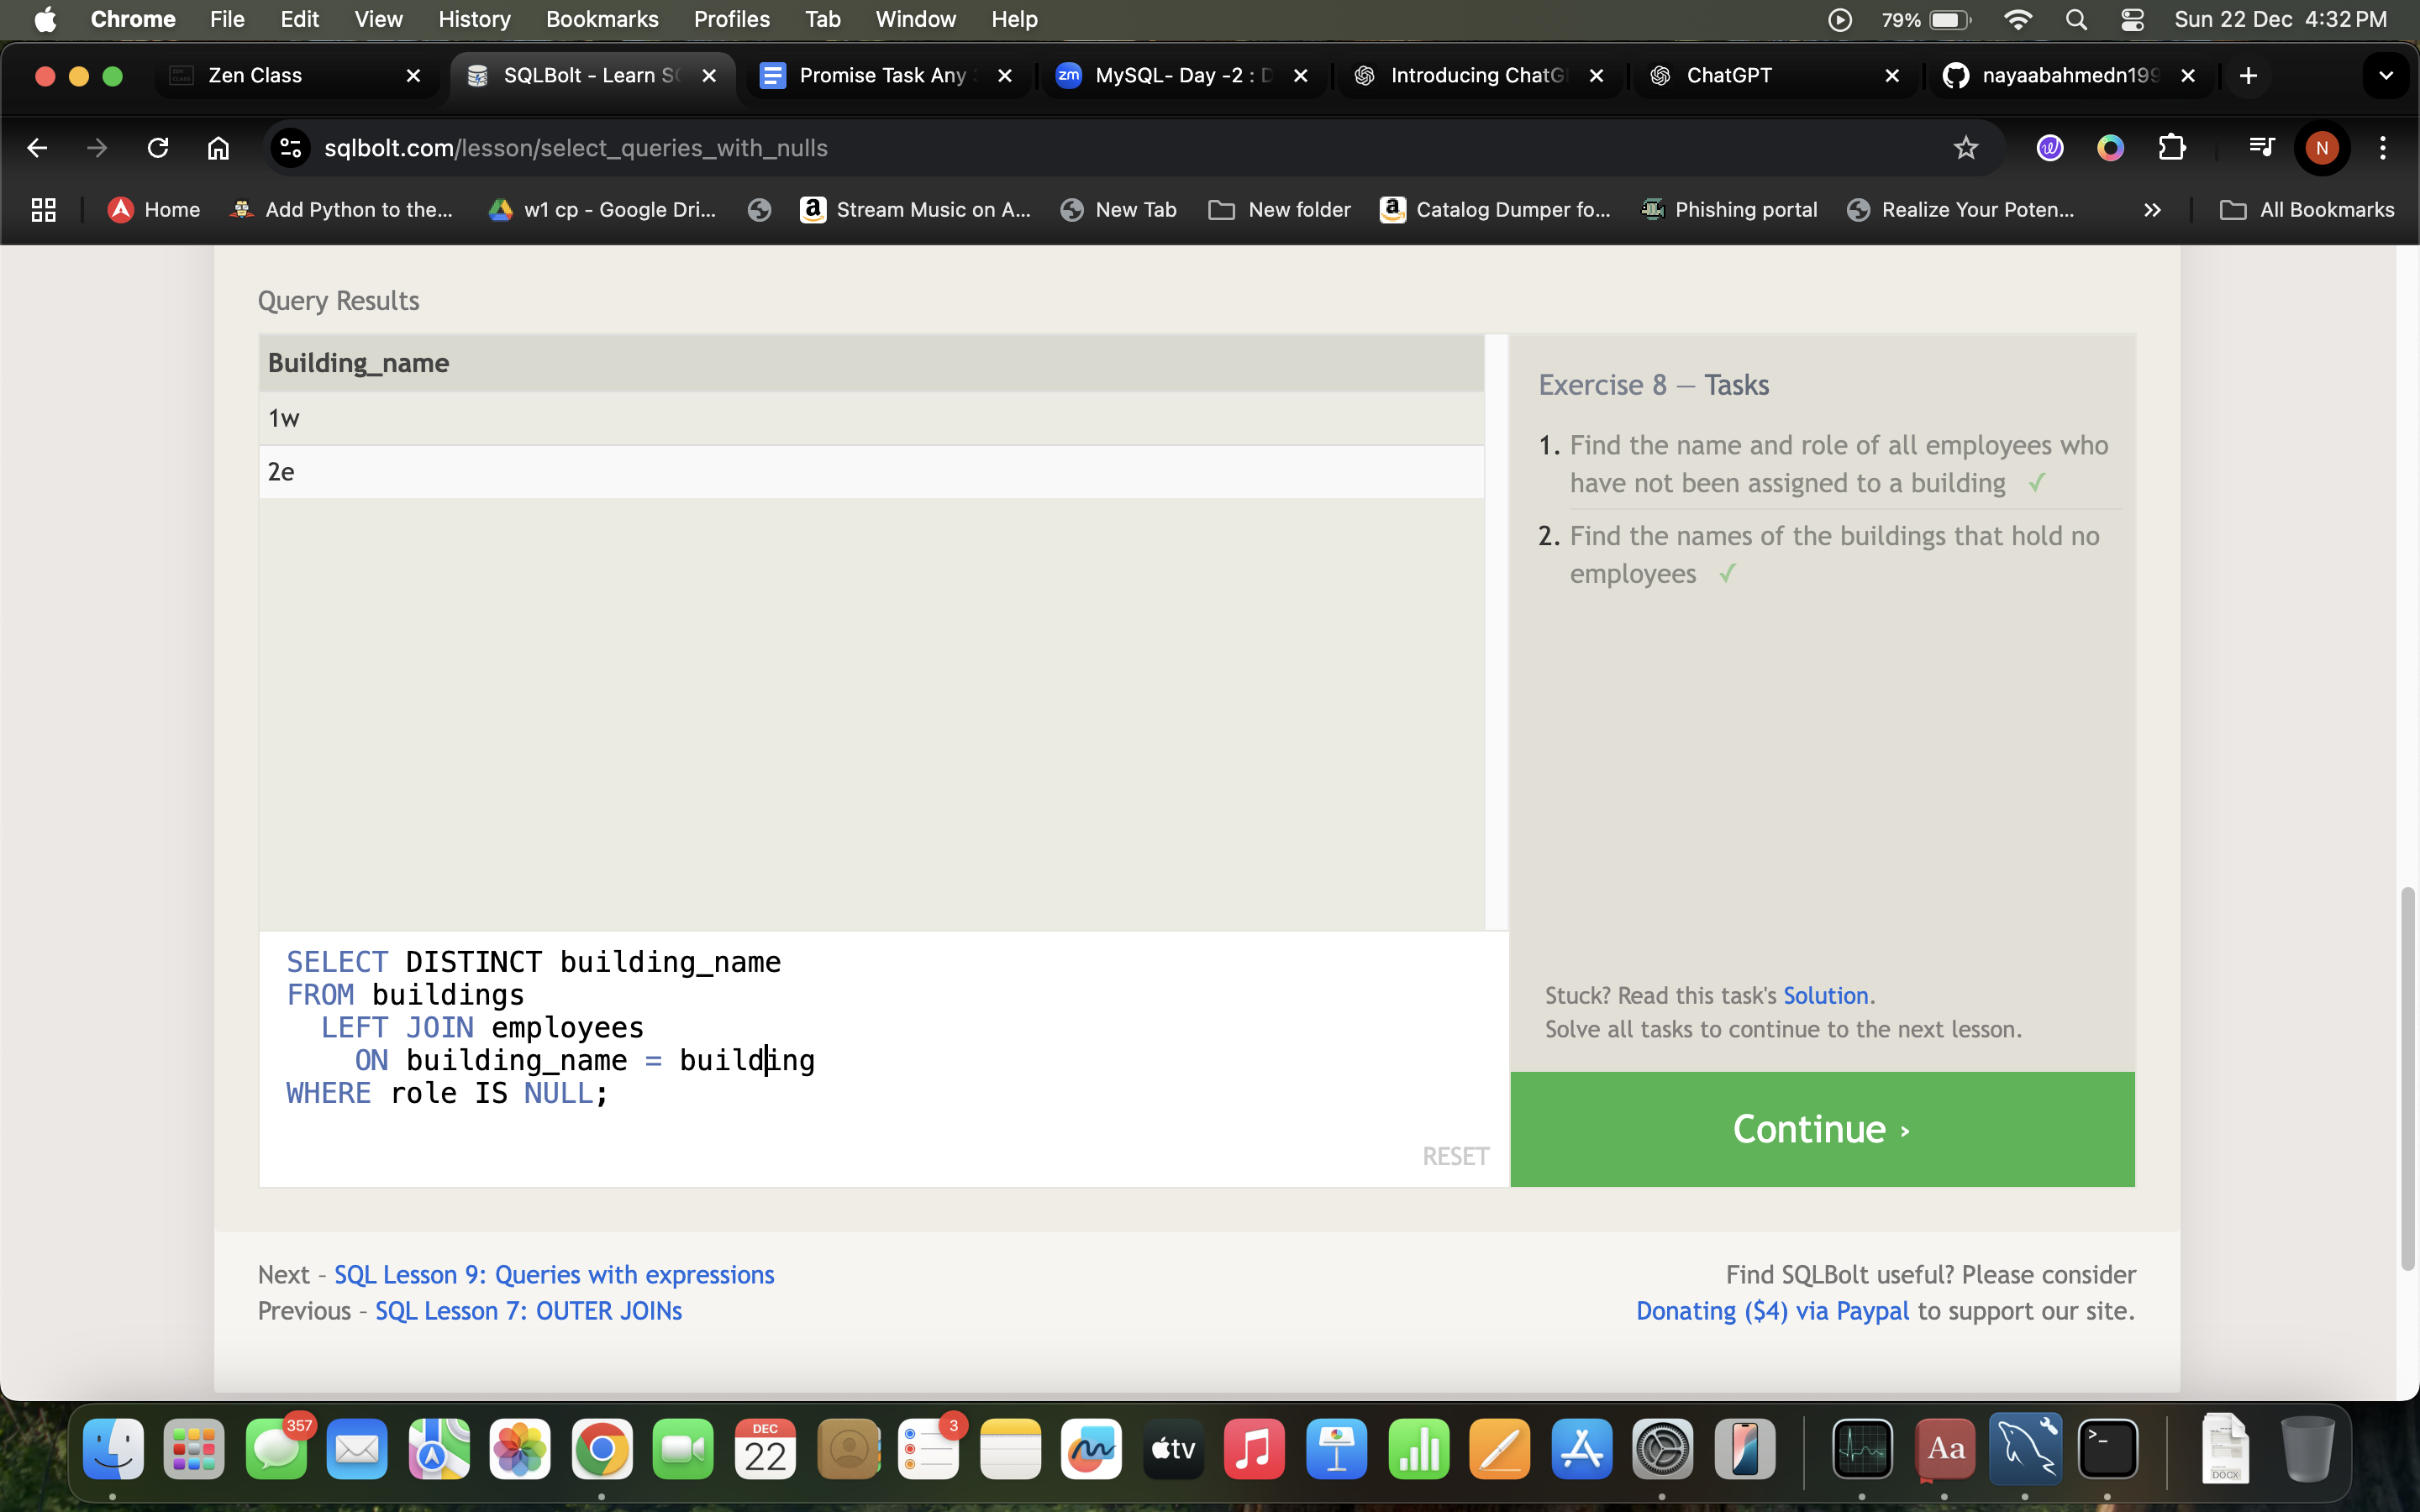 Chrome File Edit View History Bookmarks Profiles Tab Window Help 79% Sun 22 Dec 4:32 PM
Zen Class SQLBolt - Learn S Promise Task Any zm MySQL- Day -2 : D Introducing ChatG ChatGPT nayaabahmedn199
sqlbolt.com/lesson/select_queries_with_nulls N
Home Add Python to the... w1 cp - Google Dri... Stream Music on A... New Tab New folder Catalog Dumper fo... Phishing portal Realize Your Poten... All Bookmarks
Query Results
Building_name
1w
2e
Exercise 8 — Tasks
1. Find the name and role of all employees who
have not been assigned to a building ✓
2. Find the names of the buildings that hold no
employees ✓
SELECT DISTINCT building_name
FROM buildings
LEFT JOIN employees
ON building_name = building
WHERE role IS NULL;
RESET
Stuck? Read this task's Solution.
Solve all tasks to continue to the next lesson.
Continue ›
Next – SQL Lesson 9: Queries with expressions
Previous – SQL Lesson 7: OUTER JOINs
Find SQLBolt useful? Please consider
Donating ($4) via Paypal to support our site.
357 DEC 22 3 tv Aa >_ DOCX